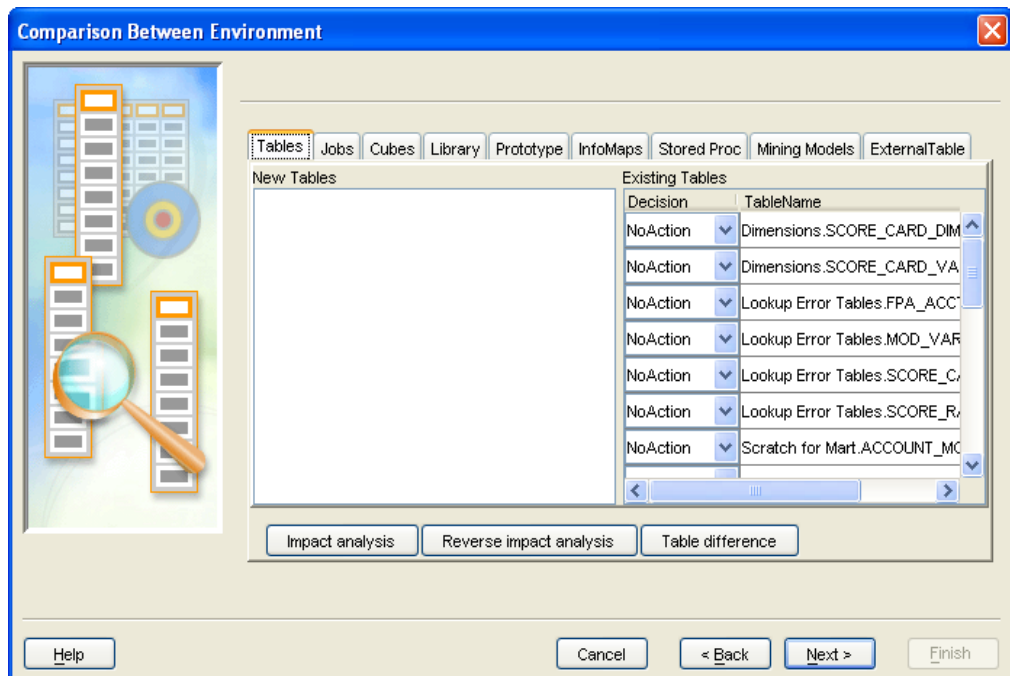 Comparison Between Environment
Tables Jobs Cubes Library Prototype InfoMaps Stored Proc Mining Models ExternalTable
New Tables
Existing Tables
Decision TableName
NoAction Dimensions.SCORE_CARD_DIM
NoAction Dimensions.SCORE_CARD_VA
NoAction Lookup Error Tables.FPA_ACCT
NoAction Lookup Error Tables.MOD_VAR
NoAction Lookup Error Tables.SCORE_CA
NoAction Lookup Error Tables.SCORE_RA
NoAction Scratch for Mart.ACCOUNT_MO
Impact analysis Reverse impact analysis Table difference
Help Cancel < Back Next > Finish